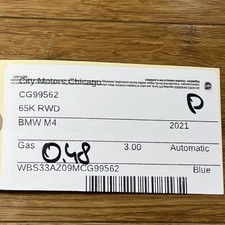 City Motors,Chicago
CG99562
65K RWD
P
BMW M4 2021
Gas 0.48 3.00 Automatic
WBS33AZ09MCG99562 Blue